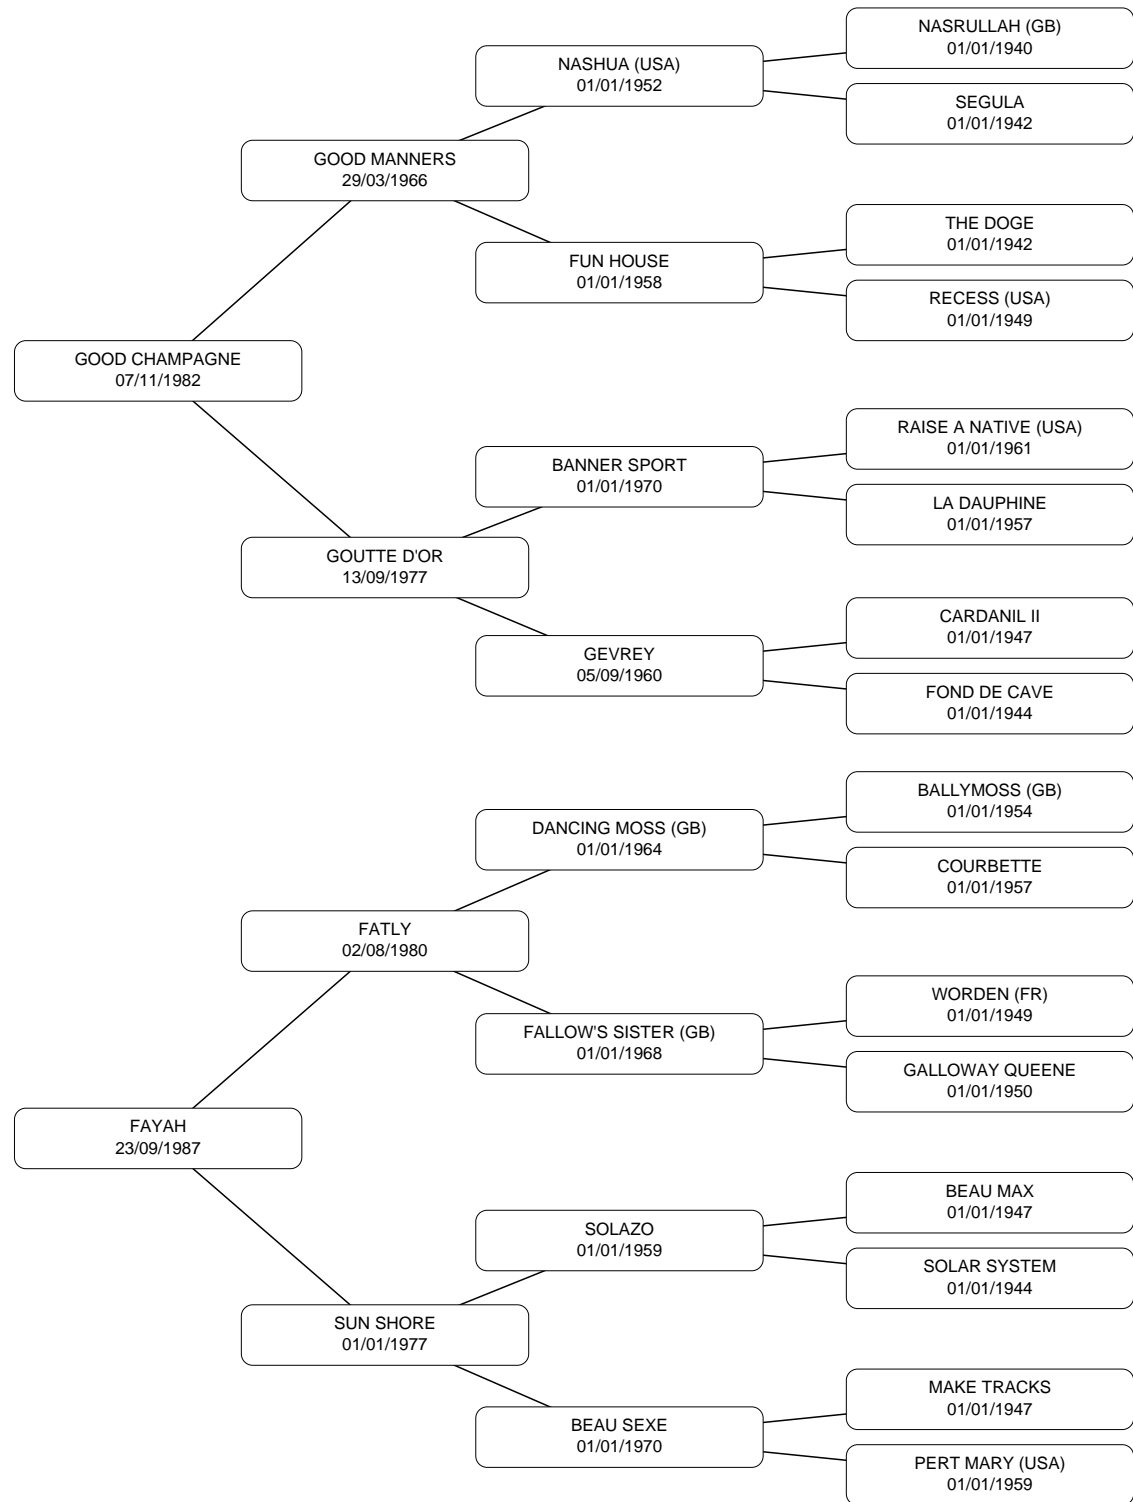 NASRULLAH (GB)
01/01/1940
NASHUA (USA)
01/01/1952
SEGULA
01/01/1942
GOOD MANNERS
29/03/1966
THE DOGE
01/01/1942
FUN HOUSE
01/01/1958
RECESS (USA)
01/01/1949
GOOD CHAMPAGNE
07/11/1982
RAISE A NATIVE (USA)
01/01/1961
BANNER SPORT
01/01/1970
LA DAUPHINE
01/01/1957
GOUTTE D'OR
13/09/1977
CARDANIL II
01/01/1947
GEVREY
05/09/1960
FOND DE CAVE
01/01/1944
BALLYMOSS (GB)
01/01/1954
DANCING MOSS (GB)
01/01/1964
COURBETTE
01/01/1957
FATLY
02/08/1980
WORDEN (FR)
01/01/1949
FALLOW'S SISTER (GB)
01/01/1968
GALLOWAY QUEENE
01/01/1950
FAYAH
23/09/1987
BEAU MAX
01/01/1947
SOLAZO
01/01/1959
SOLAR SYSTEM
01/01/1944
SUN SHORE
01/01/1977
MAKE TRACKS
01/01/1947
BEAU SEXE
01/01/1970
PERT MARY (USA)
01/01/1959